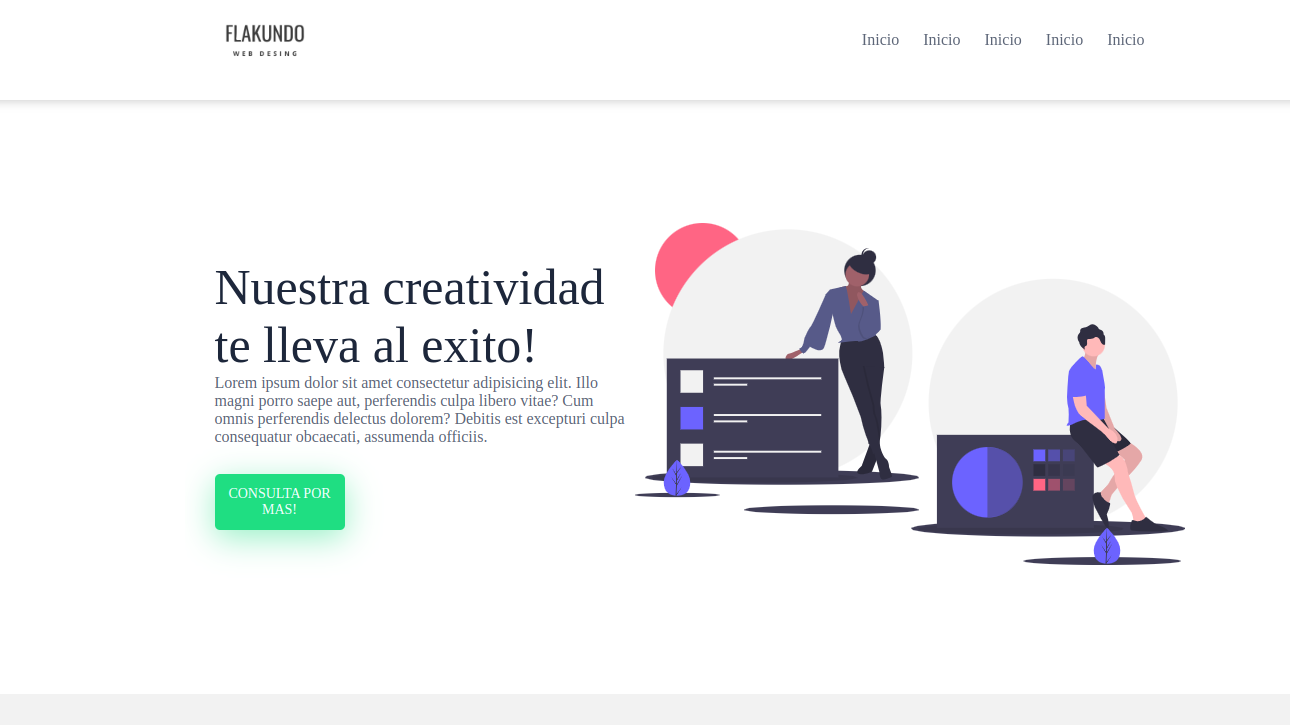 FLAKUNDO
WEB DESING
Inicio Inicio Inicio Inicio Inicio
Nuestra creatividad
te lleva al exito!
Lorem ipsum dolor sit amet consectetur adipisicing elit. Illo
magni porro saepe aut, perferendis culpa libero vitae? Cum
omnis perferendis delectus dolorem? Debitis est excepturi culpa
consequatur obcaecati, assumenda officiis.
CONSULTA POR
MAS!